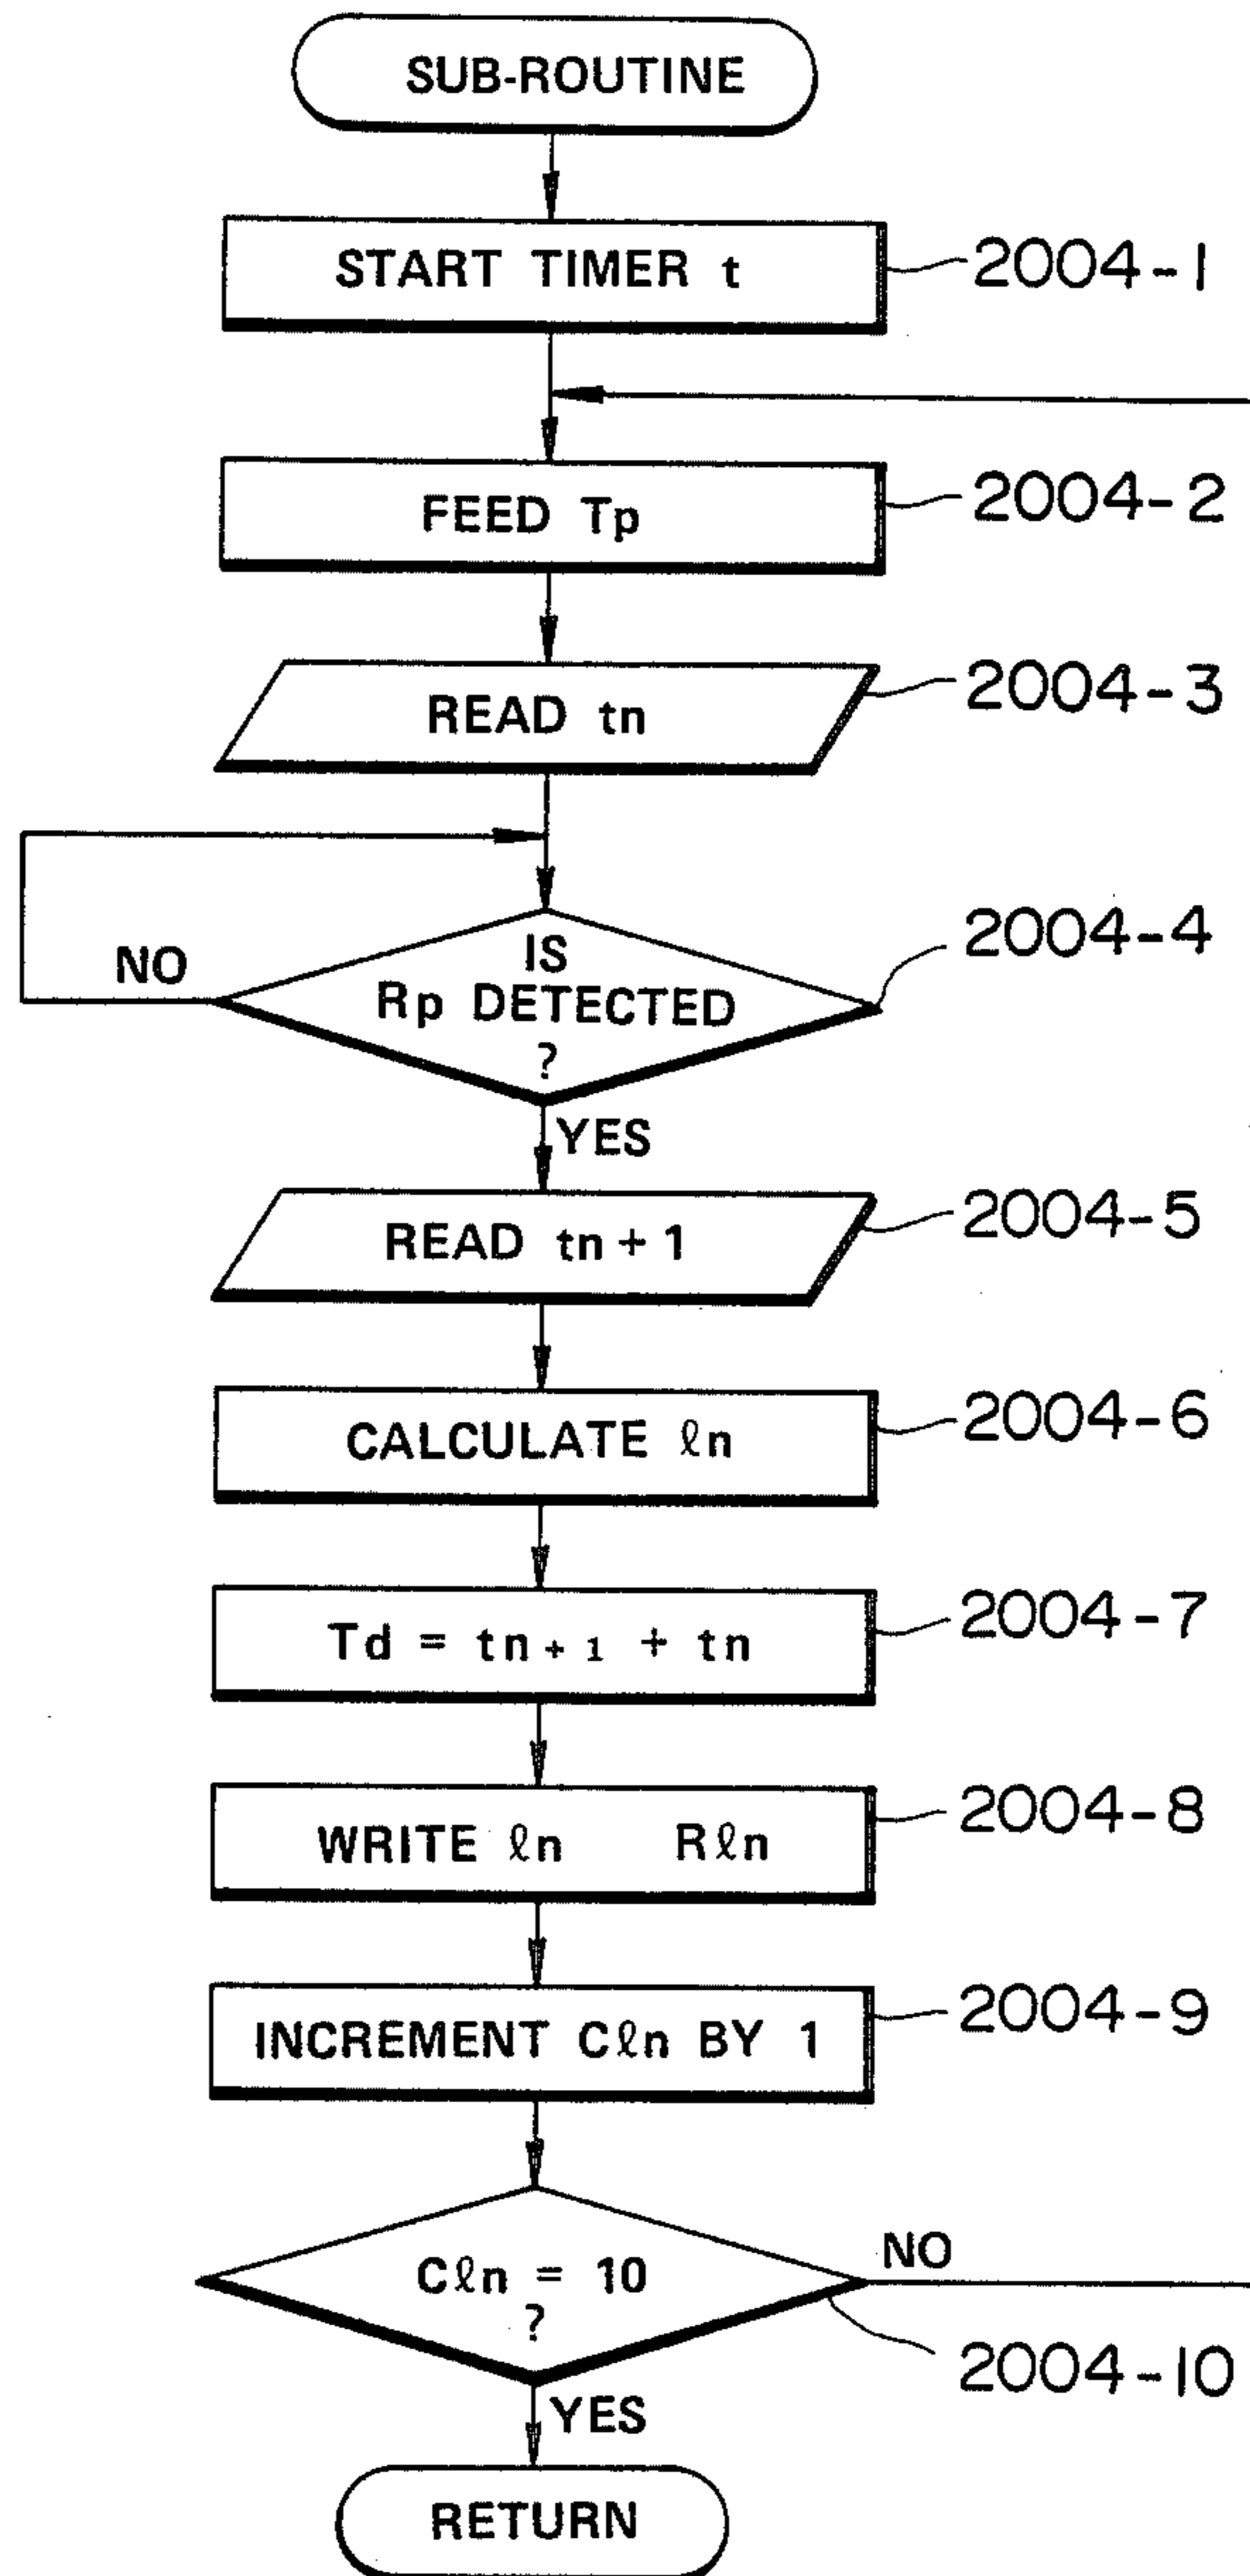 SUB-ROUTINE
START TIMER t
2004-1
FEED Tp
2004-2
READ tn
2004-3
IS
Rp DETECTED
?
2004-4
NO
YES
READ tn+1
2004-5
CALCULATE ℓn
2004-6
Td = tn+1 + tn
2004-7
WRITE ℓn Rℓn
2004-8
INCREMENT Cℓn BY 1
2004-9
Cℓn = 10
?
NO
2004-10
YES
RETURN